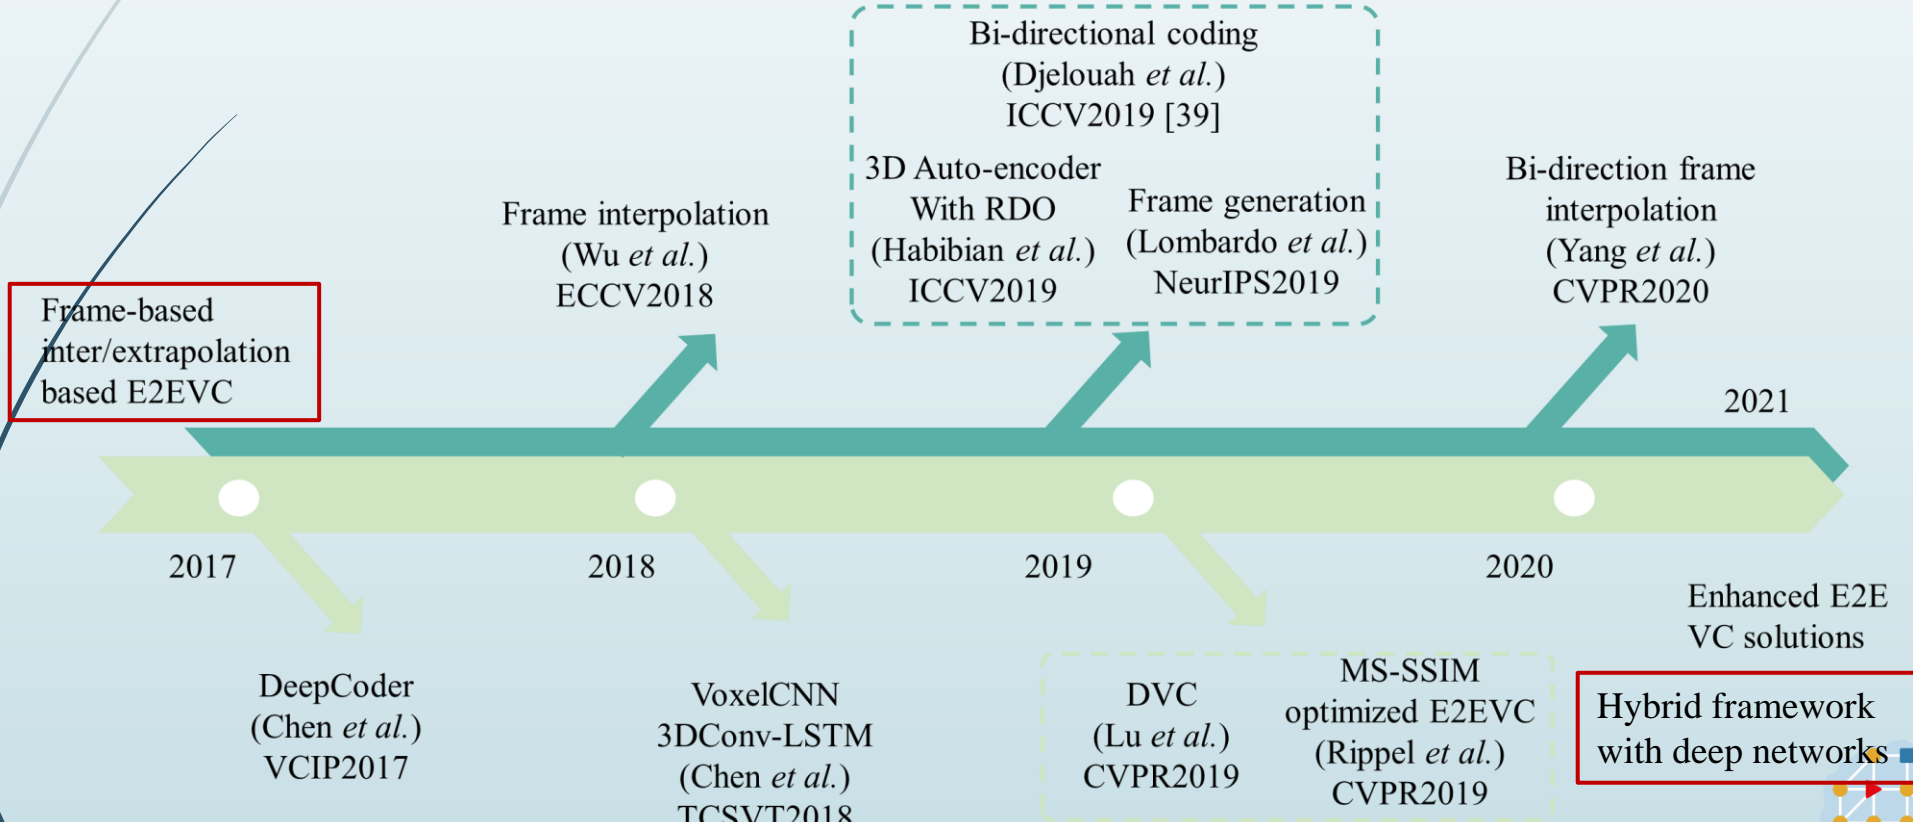 Bi-directional coding
(Djelouah et al.)
ICCV2019 [39]
3D Auto-encoder
With RDO
(Habibian et al.)
ICCV2019
Frame generation
(Lombardo et al.)
NeurIPS2019
Frame interpolation
(Wu et al.)
ECCV2018
Bi-direction frame
interpolation
(Yang et al.)
CVPR2020
Frame-based
inter/extrapolation
based E2EVC
2021
2017
2018
2019
2020
Enhanced E2E
VC solutions
DeepCoder
(Chen et al.)
VCIP2017
VoxelCNN
3DConv-LSTM
(Chen et al.)
TCSVT2018
DVC
(Lu et al.)
CVPR2019
MS-SSIM
optimized E2EVC
(Rippel et al.)
CVPR2019
Hybrid framework
with deep networks